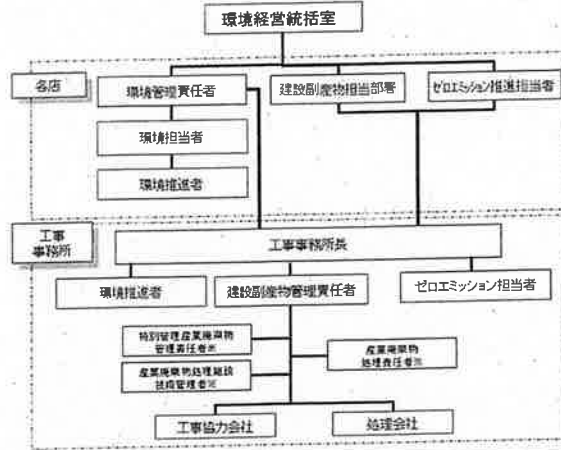 環境経営統括室
各店
環境管理責任者
建設副産物担当部署
ゼロエミッション推進担当者
環境担当者
環境推進者
工事
事務所
工事事務所長
環境推進者
建設副産物管理責任者
ゼロエミッション担当者
特別管理産業廃棄物
管理責任者※
産業廃棄物
処理責任者※
産業廃棄物処理施設
技術管理者※
工事協力会社
処理会社